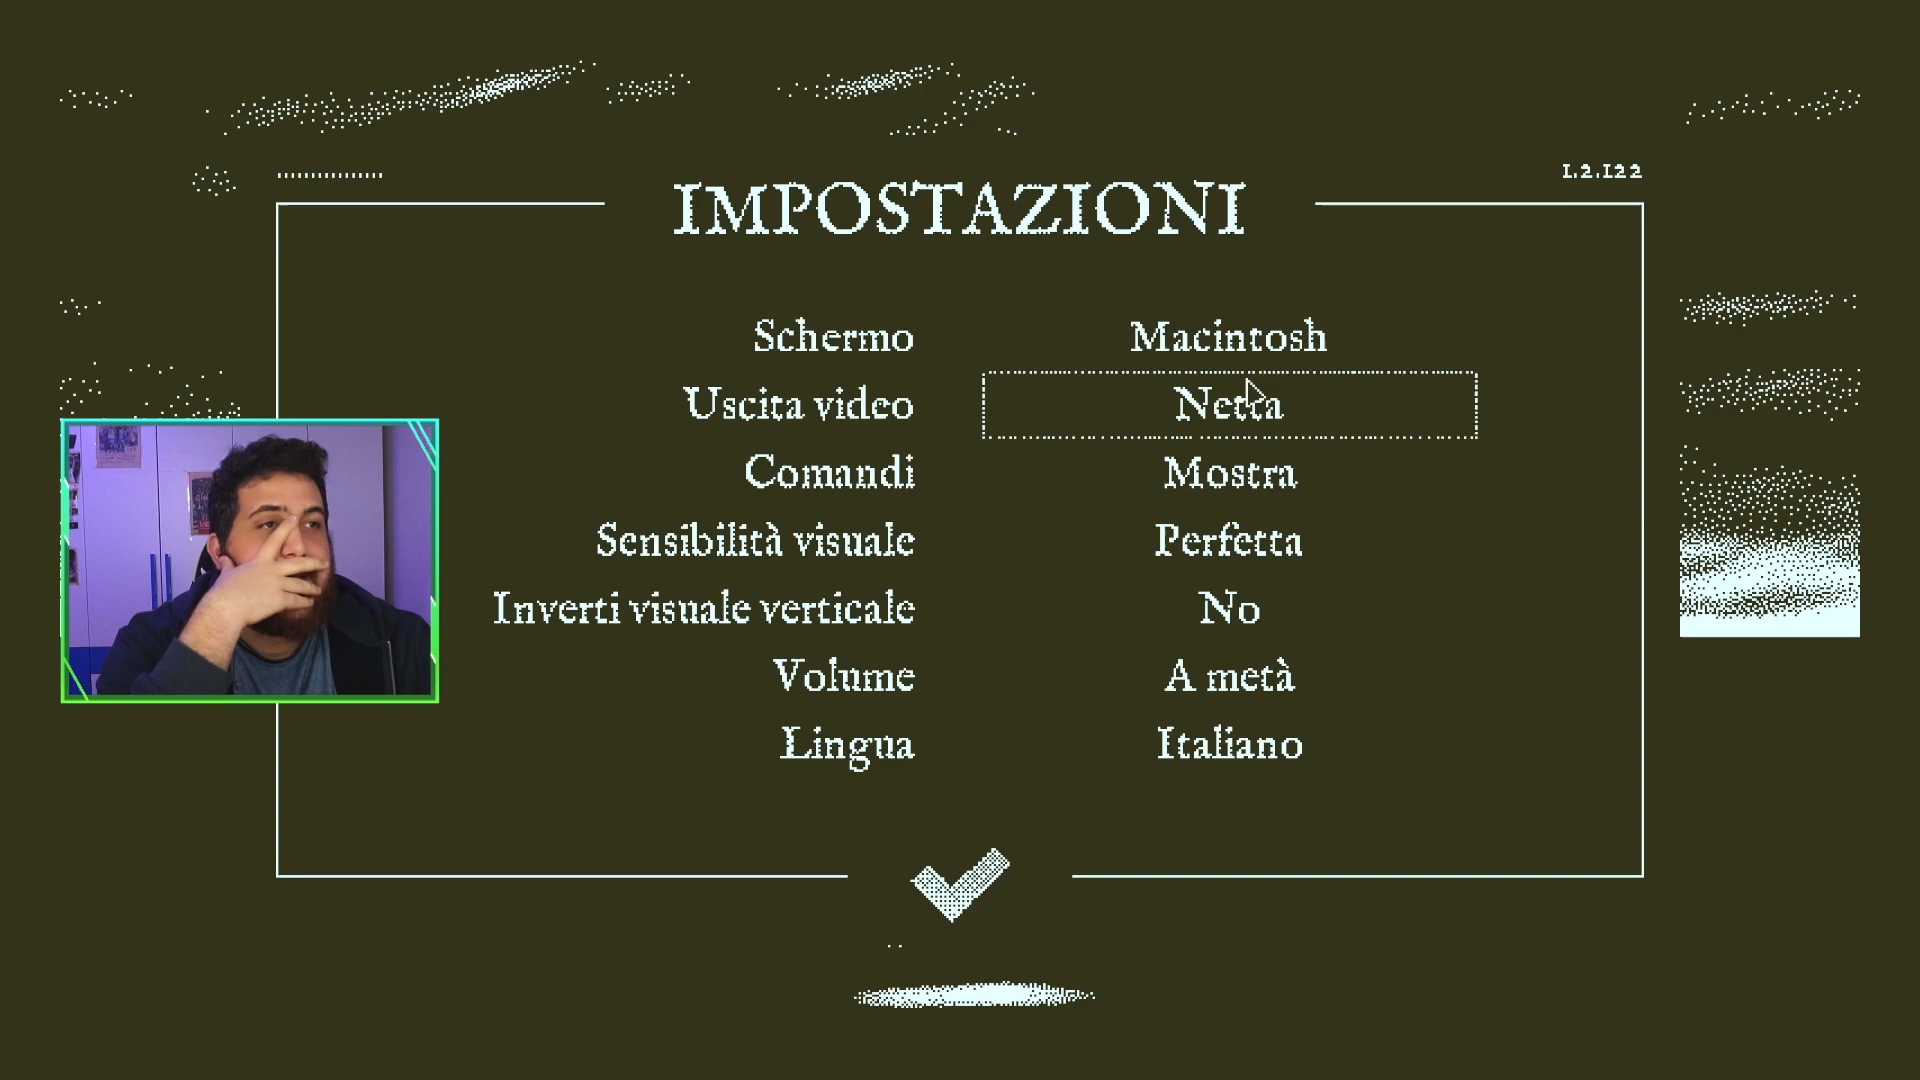 1.2.122
IMPOSTAZIONI
Schermo Macintosh
Uscita video Netta
Comandi Mostra
Sensibilità visuale Perfetta
Inverti visuale verticale No
Volume A metà
Lingua Italiano